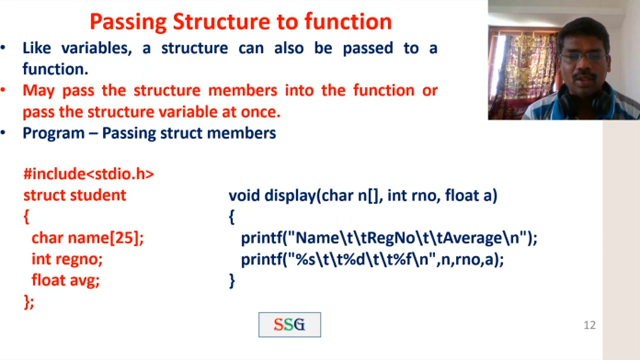 Passing Structure to function
• Like variables, a structure can also be passed to a
function.
• May pass the structure members into the function or
pass the structure variable at once.
• Program – Passing struct members
#include<stdio.h>
struct student
{
char name[25];
int regno;
float avg;
};
void display(char n[], int rno, float a)
{
printf("Name\t\tRegNo\t\tAverage\n");
printf("%s\t\t%d\t\t%f\n",n,rno,a);
}
SSG
12